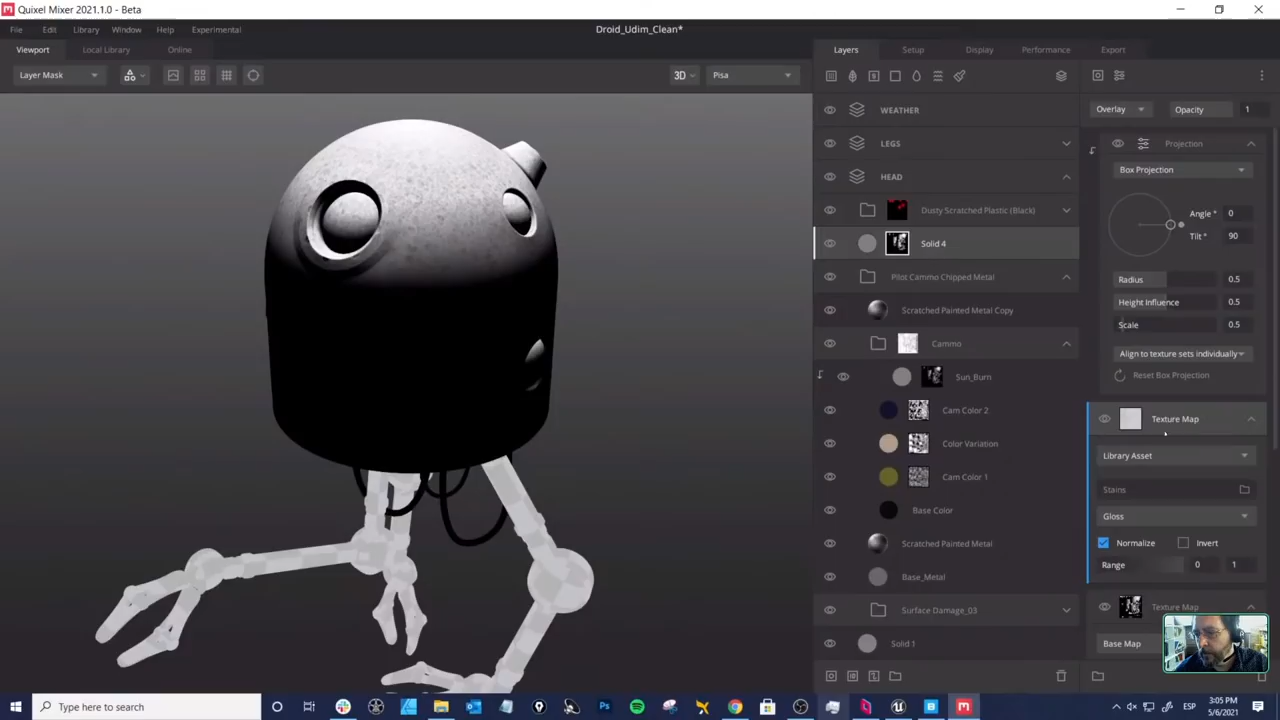 Quixel Mixer 2021.1.0 - Beta
File Edit Library Window Help Experimental
Droid_Udim_Clean*
Viewport Local Library Online
Layers Setup Display Performance Export
Layer Mask
3D
Pisa
WEATHER
LEGS
HEAD
Dusty Scratched Plastic (Black)
Solid 4
Pilot Cammo Chipped Metal
Scratched Painted Metal Copy
Cammo
Sun_Burn
Cam Color 2
Color Variation
Cam Color 1
Base Color
Scratched Painted Metal
Base_Metal
Surface Damage_03
Solid 1
Overlay Opacity 1
Projection
Box Projection
Angle ° 0
Tilt ° 90
Radius 0.5
Height Influence 0.5
Scale 0.5
Align to texture sets individually
Reset Box Projection
Texture Map
Library Asset
Stains
Gloss
Normalize Invert
Range 0 1
Texture Map
Base Map
Type here to search
ESP
3:05 PM
5/6/2021